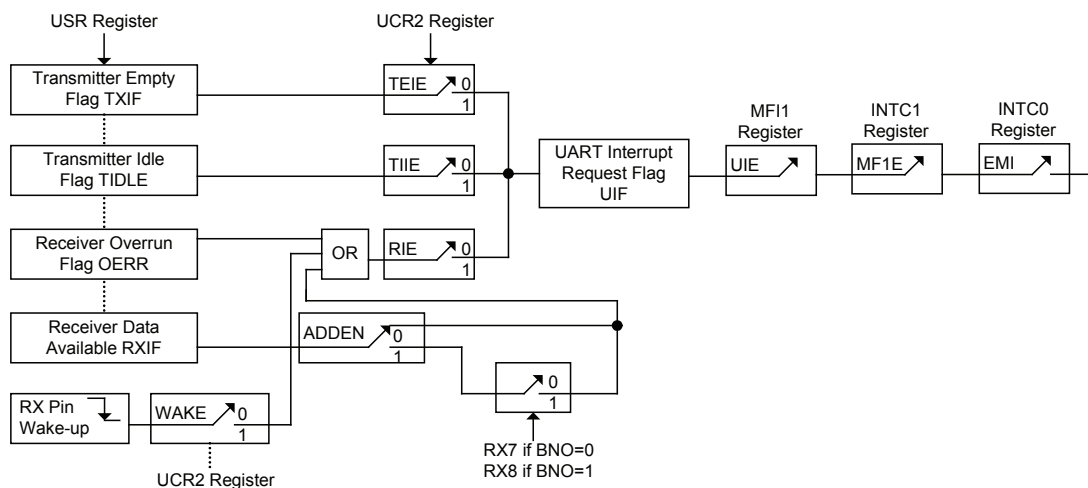 USR Register
UCR2 Register
Transmitter Empty
Flag TXIF
TEIE
0
1
MFI1
Register
INTC1
Register
INTC0
Register
Transmitter Idle
Flag TIDLE
TIIE
0
1
UART Interrupt
Request Flag
UIF
UIE
MF1E
EMI
Receiver Overrun
Flag OERR
OR
RIE
0
1
Receiver Data
Available RXIF
ADDEN
0
1
0
1
RX Pin
Wake-up
WAKE
0
1
RX7 if BNO=0
RX8 if BNO=1
UCR2 Register